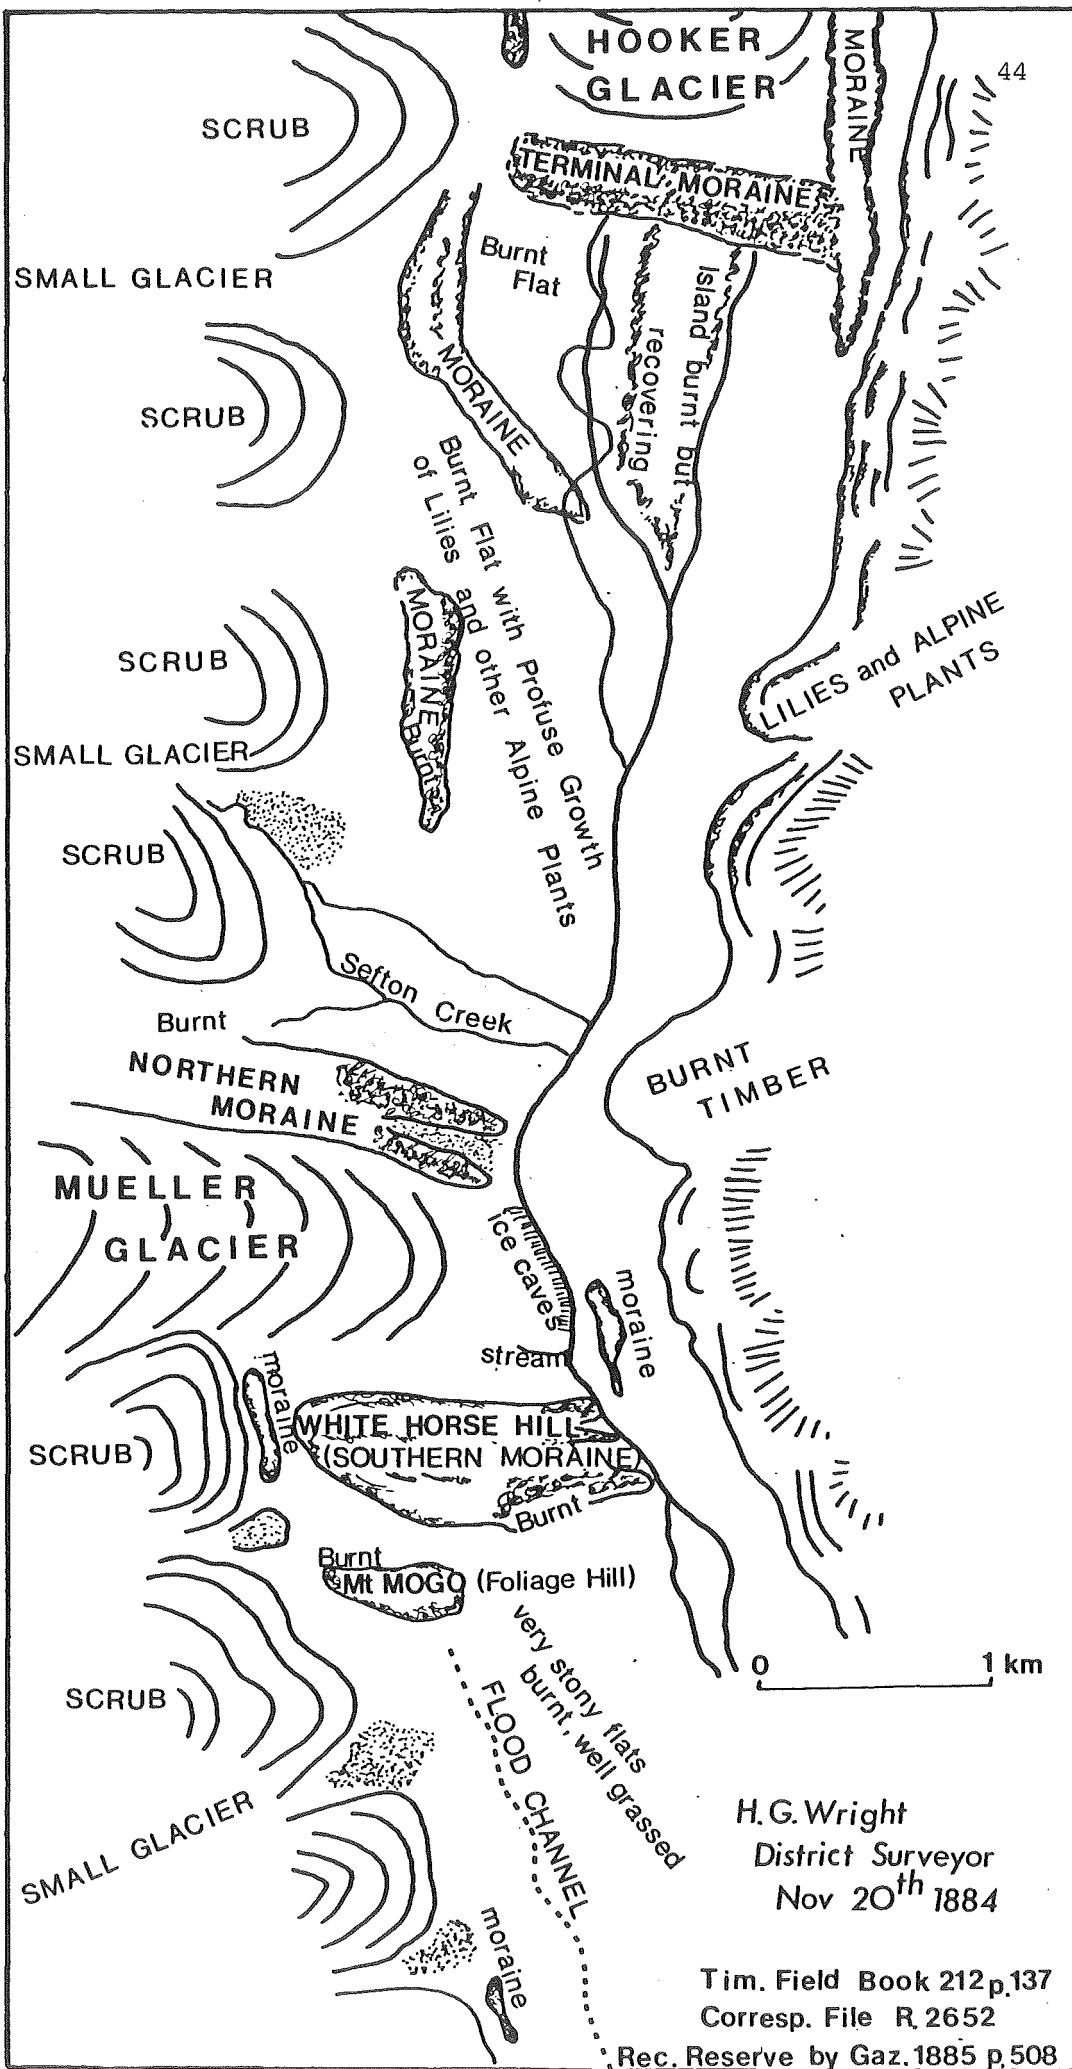 44
HOOKER
GLACIER
MORAINE
SCRUB
TERMINAL MORAINE
SMALL GLACIER
Burnt
Flat
MORAINE
Island burnt but
recovering
SCRUB
Burnt Flat with Profuse Growth
of Lilies and other Alpine Plants
MORAINE
Burnt
SCRUB
SMALL GLACIER
LILIES and ALPINE
PLANTS
SCRUB
Sefton Creek
Burnt
NORTHERN
MORAINE
BURNT
TIMBER
MUELLER
GLACIER
ice caves
moraine
stream
moraine
SCRUB
WHITE HORSE HILL
(SOUTHERN MORAINE)
Burnt
Burnt
Mt MOGO (Foliage Hill)
very stony flats
burnt, well grassed
0 1 km
SCRUB
FLOOD CHANNEL
SMALL GLACIER
moraine
H.G.Wright
District Surveyor
Nov 20th 1884
Tim. Field Book 212 p.137
Corresp. File R.2652
Rec. Reserve by Gaz.1885 p.508